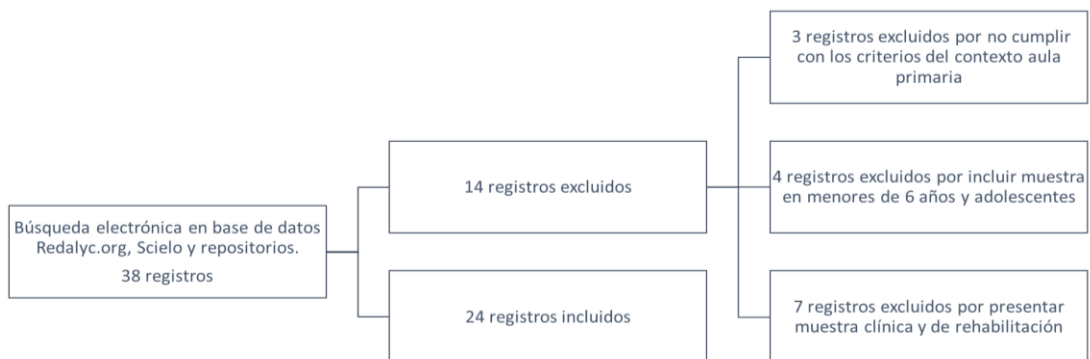 3 registros excluidos por no cumplir
con los criterios del contexto aula
primaria
14 registros excluidos
4 registros excluidos por incluir muestra
en menores de 6 años y adolescentes
Búsqueda electrónica en base de datos
Redalyc.org, Scielo y repositorios.
38 registros
24 registros incluidos
7 registros excluidos por presentar
muestra clínica y de rehabilitación